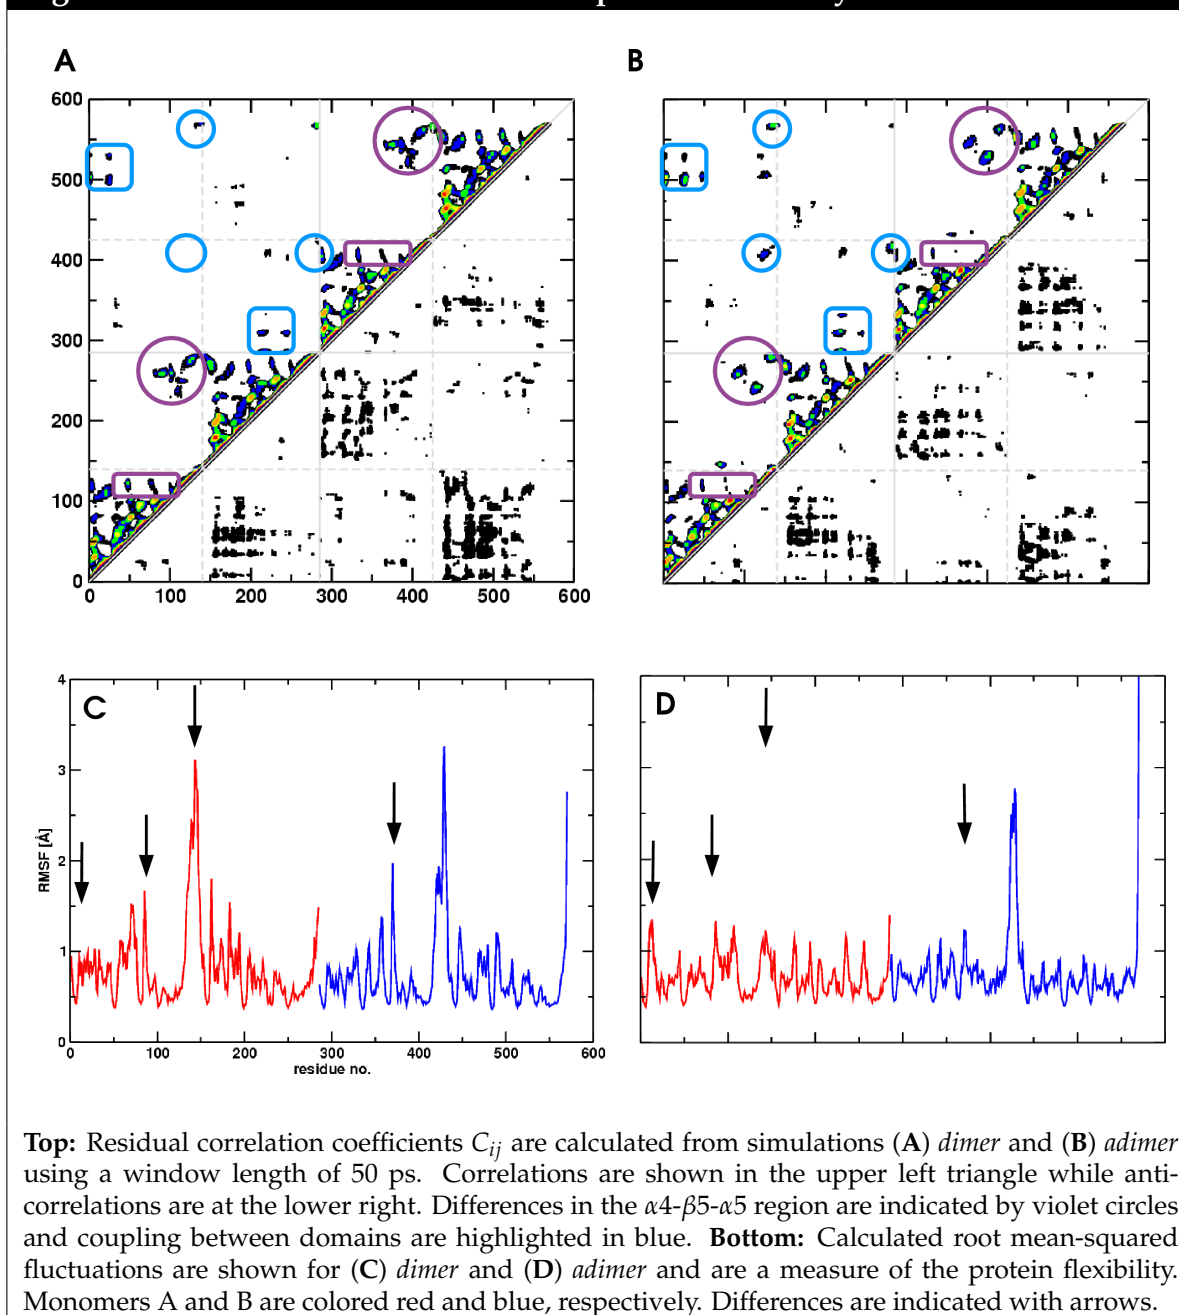 A
B
600
500
400
300
200
100
0
0 100 200 300 400 500 600
C
D
4
3
2
1
0
RMSF [Å]
0 100 200 300 400 500 600
residue no.
Top: Residual correlation coefficients Cij are calculated from simulations (A) dimer and (B) adimer
using a window length of 50 ps. Correlations are shown in the upper left triangle while anti-
correlations are at the lower right. Differences in the α4-β5-α5 region are indicated by violet circles
and coupling between domains are highlighted in blue. Bottom: Calculated root mean-squared
fluctuations are shown for (C) dimer and (D) adimer and are a measure of the protein flexibility.
Monomers A and B are colored red and blue, respectively. Differences are indicated with arrows.